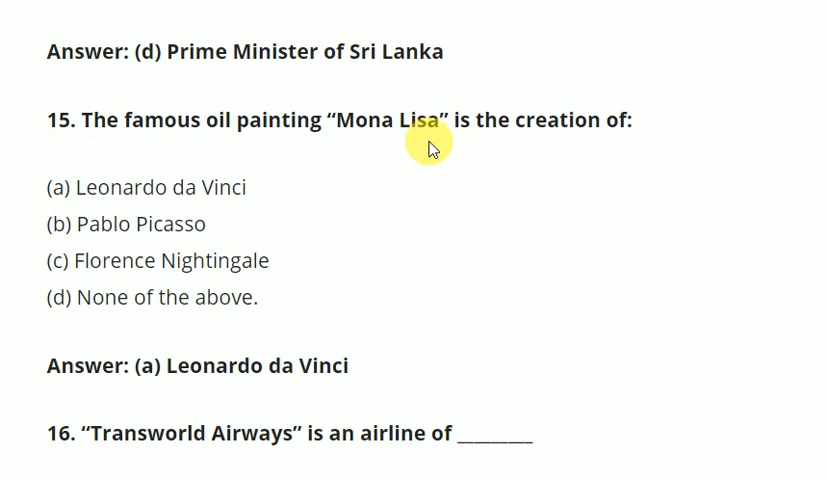 Answer: (d) Prime Minister of Sri Lanka
15. The famous oil painting “Mona Lisa” is the creation of:
(a) Leonardo da Vinci
(b) Pablo Picasso
(c) Florence Nightingale
(d) None of the above.
Answer: (a) Leonardo da Vinci
16. “Transworld Airways” is an airline of _________